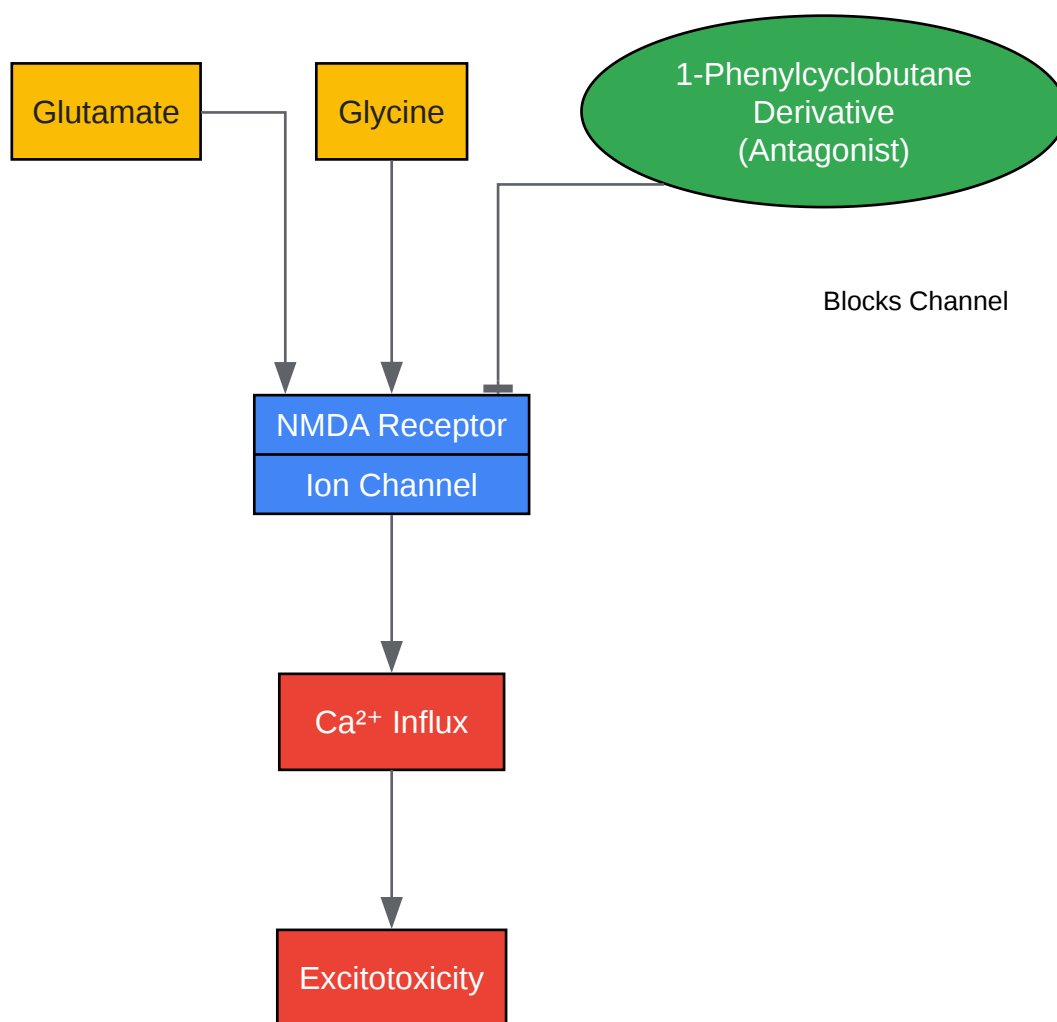 Glutamate
Glycine
1-Phenylcyclobutane
Derivative
(Antagonist)
Blocks Channel
NMDA Receptor
Ion Channel
Ca²⁺ Influx
Excitotoxicity